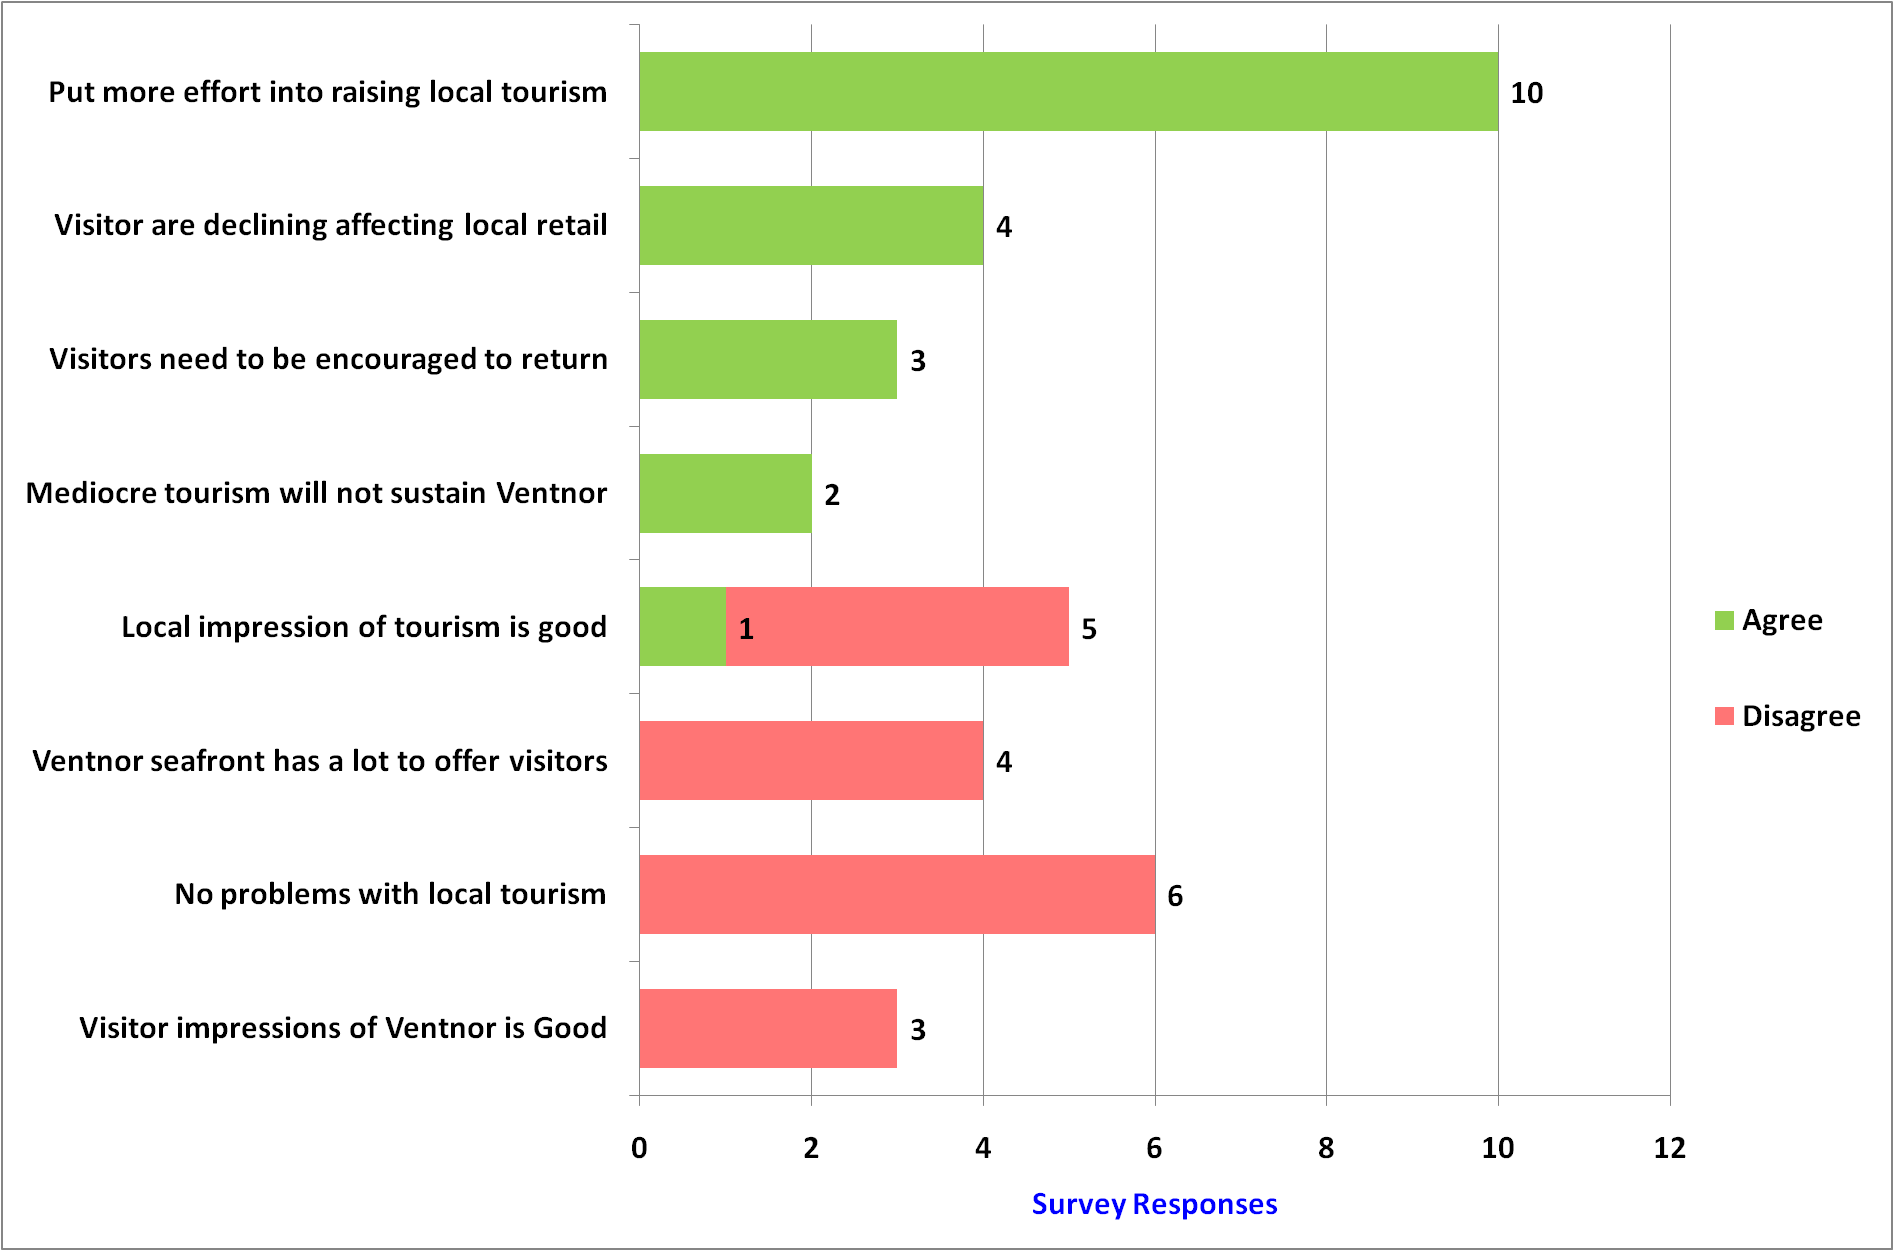 Put more effort into raising local tourism
10
Visitor are declining affecting local retail
4
Visitors need to be encouraged to return
3
Mediocre tourism will not sustain Ventnor
2
Local impression of tourism is good
1
5
Ventnor seafront has a lot to offer visitors
4
No problems with local tourism
6
Visitor impressions of Ventnor is Good
3
Agree
Disagree
0 2 4 6 8 10 12
Survey Responses